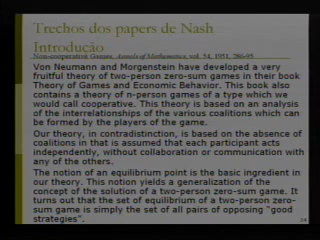 Trechos dos papers de Nash
Introdução
Non-cooperative Games, Annals of Mathematics, vol. 54, 1951, 286-95
Von Neumann and Morgenstein have developed a very
fruitful theory of two-person zero-sum games in their book
Theory of Games and Economic Behavior. This book also
contains a theory of n-person games of a type which we
would call cooperative. This theory is based on an analysis
of the interrelationships of the various coalitions which can
be formed by the players of the game.
Our theory, in contradistinction, is based on the absence of
coalitions in that is assumed that each participant acts
independently, without collaboration or communication with
any of the others.
The notion of an equilibrium point is the basic ingredient in
our theory. This notion yields a generalization of the
concept of the solution of a two-person zero-sum game. It
turns out that the set of equilibrium of a two-person zero-
sum game is simply the set of all pairs of opposing "good
strategies".